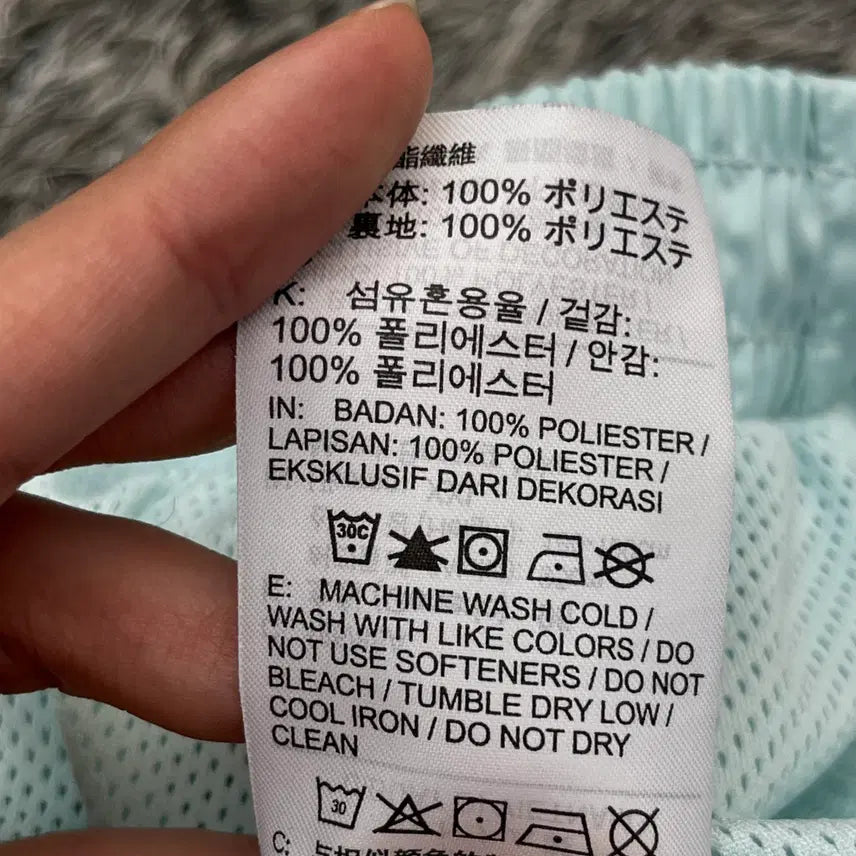 酯纖維
本体: 100% ポリエステ
裏地: 100% ポリエステ
K: 섬유혼용율 / 겉감:
100% 폴리에스터 / 안감:
100% 폴리에스터
IN: BADAN: 100% POLIESTER /
LAPISAN: 100% POLIESTER /
EKSKLUSIF DARI DEKORASI
30C
E: MACHINE WASH COLD /
WASH WITH LIKE COLORS / DO
NOT USE SOFTENERS / DO NOT
BLEACH / TUMBLE DRY LOW /
COOL IRON / DO NOT DRY
CLEAN
30
C: